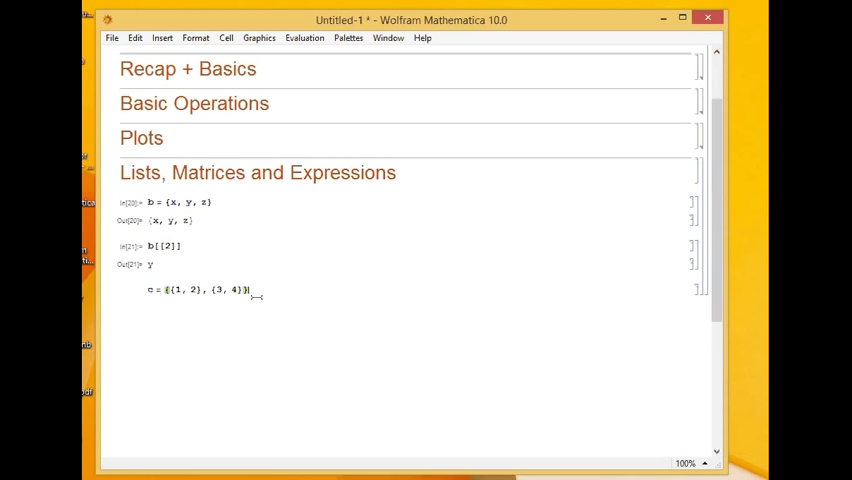 Untitled-1 * - Wolfram Mathematica 10.0
File Edit Insert Format Cell Graphics Evaluation Palettes Window Help
Recap + Basics
Basic Operations
Plots
Lists, Matrices and Expressions
In[20]:= b = {x, y, z}
Out[20]= {x, y, z}
In[21]:= b[[2]]
Out[21]= y
c = {{1, 2}, {3, 4}}
100%